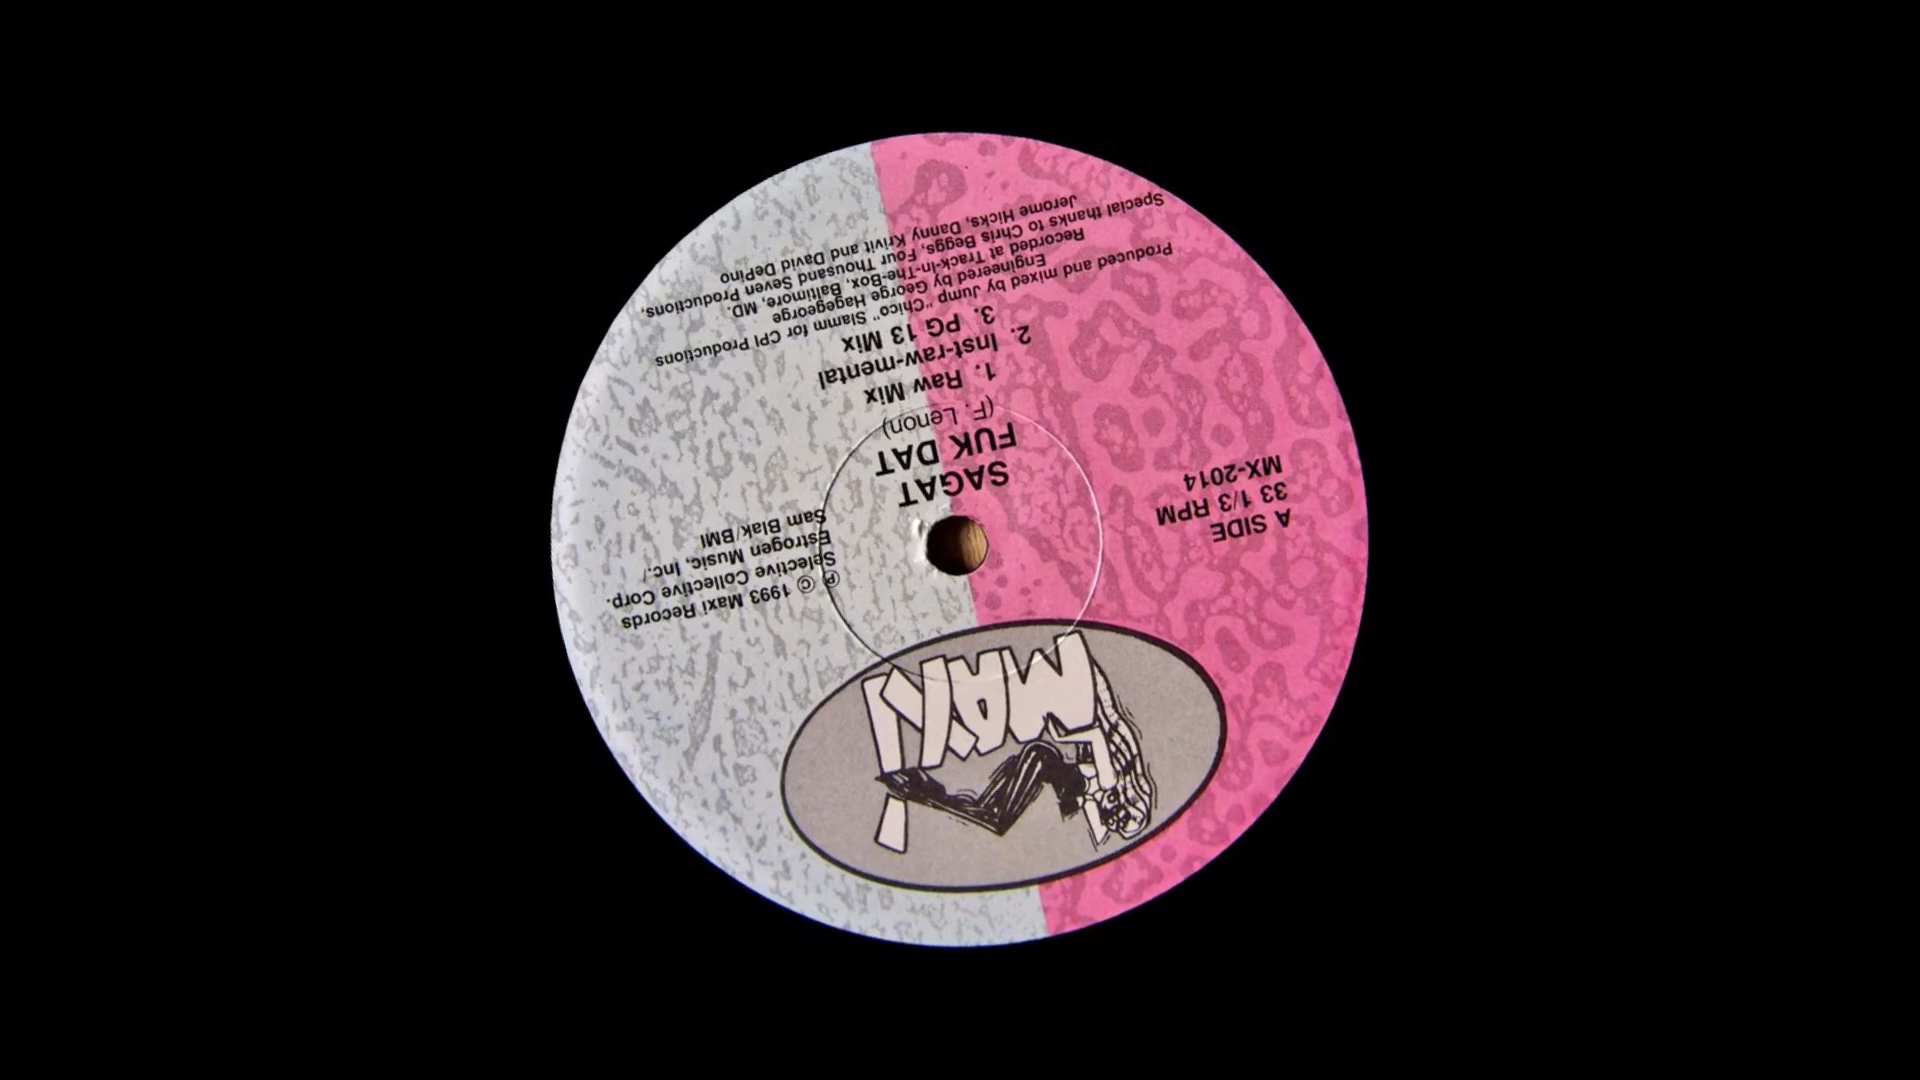 MAXI
A SIDE
33 1/3 RPM
MX-2014
℗ © 1993 Maxi Records
Selective Collective Corp.
Estrogen Music, Inc./
Sam Blak/BMI
SAGAT
FUK DAT
(F. Lenon)
1. Raw Mix
2. Inst-raw-mental
3. PG 13 Mix
Produced and mixed by Jump "Chico" Slamm for CPI Productions
Engineered by George Hagegeorge
Recorded at Track-In-The-Box, Baltimore, MD.
Special thanks to Chris Beggs, Four Thousand Seven Productions,
Jerome Hicks, Danny Krivit and David DePino